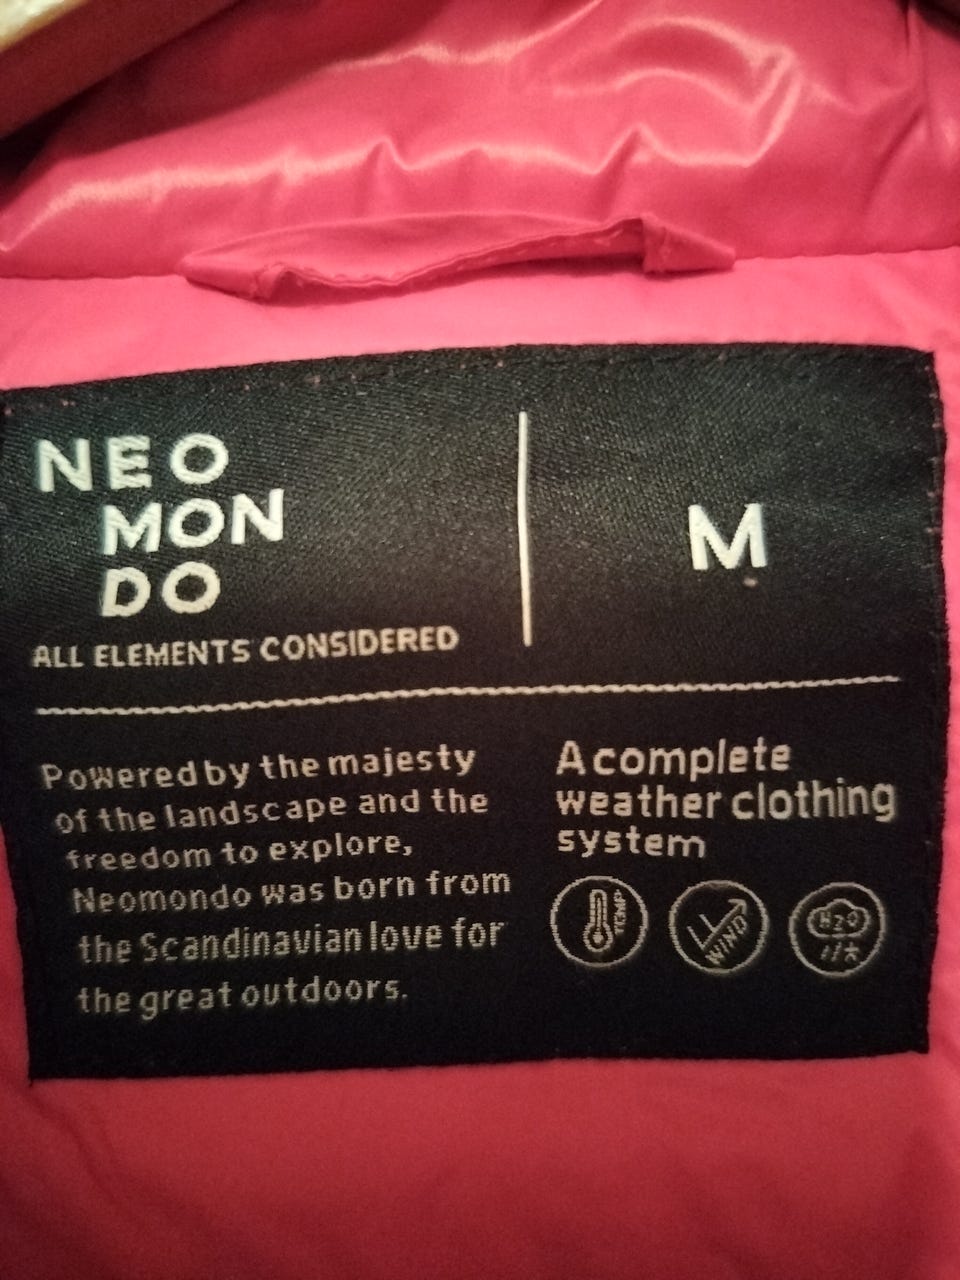 NEO
MON
DO
ALL ELEMENTS CONSIDERED
M
Powered by the majesty
of the landscape and the
freedom to explore,
Neomondo was born from
the Scandinavian love for
the great outdoors.
A complete
weather clothing
system
TEMP
WIND
H2O